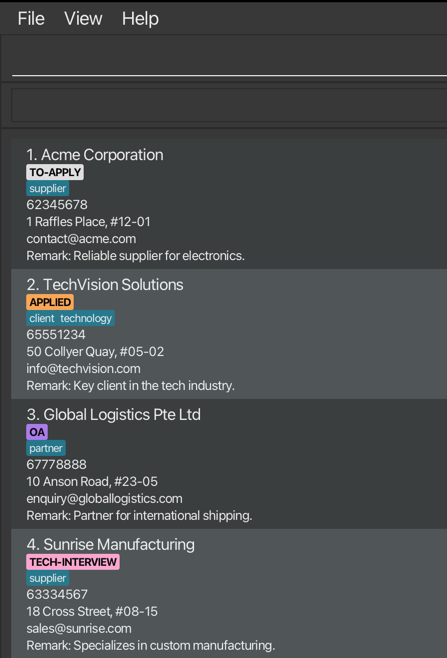 File View Help
1. Acme Corporation
TO-APPLY
supplier
62345678
1 Raffles Place, #12-01
contact@acme.com
Remark: Reliable supplier for electronics.
2. TechVision Solutions
APPLIED
client technology
65551234
50 Collyer Quay, #05-02
info@techvision.com
Remark: Key client in the tech industry.
3. Global Logistics Pte Ltd
OA
partner
67778888
10 Anson Road, #23-05
enquiry@globallogistics.com
Remark: Partner for international shipping.
4. Sunrise Manufacturing
TECH-INTERVIEW
supplier
63334567
18 Cross Street, #08-15
sales@sunrise.com
Remark: Specializes in custom manufacturing.